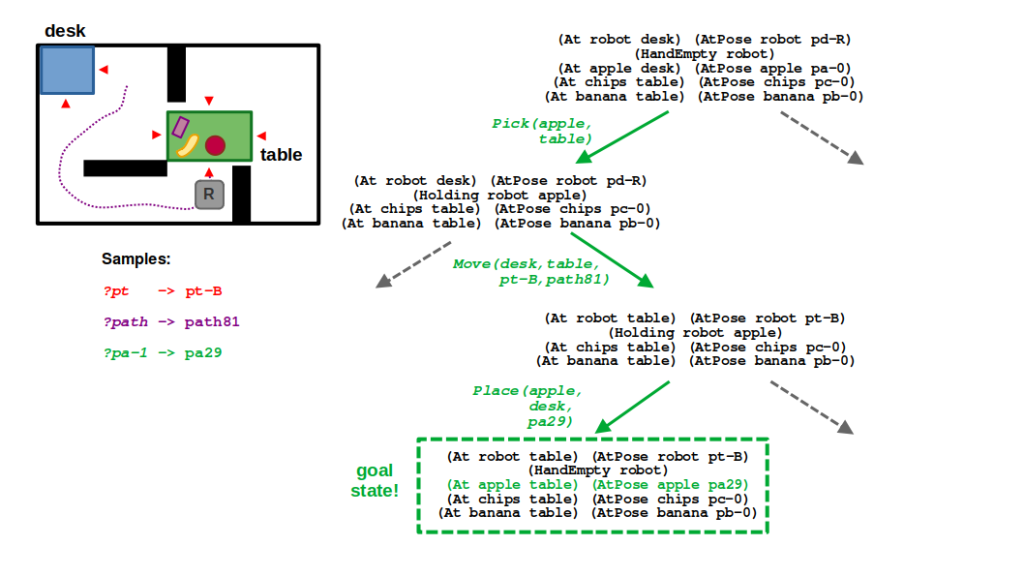 desk
table
R
Samples:
?pt -> pt-B
?path -> path81
?pa-1 -> pa29
(At robot desk) (AtPose robot pd-R)
(HandEmpty robot)
(At apple desk) (AtPose apple pa-0)
(At chips table) (AtPose chips pc-0)
(At banana table) (AtPose banana pb-0)
Pick(apple,
table)
(At robot desk) (AtPose robot pd-R)
(Holding robot apple)
(At chips table) (AtPose chips pc-0)
(At banana table) (AtPose banana pb-0)
Move(desk,table,
pt-B,path81)
(At robot table) (AtPose robot pt-B)
(Holding robot apple)
(At chips table) (AtPose chips pc-0)
(At banana table) (AtPose banana pb-0)
Place(apple,
desk,
pa29)
goal
state!
(At robot table) (AtPose robot pt-B)
(HandEmpty robot)
(At apple table) (AtPose apple pa29)
(At chips table) (AtPose chips pc-0)
(At banana table) (AtPose banana pb-0)